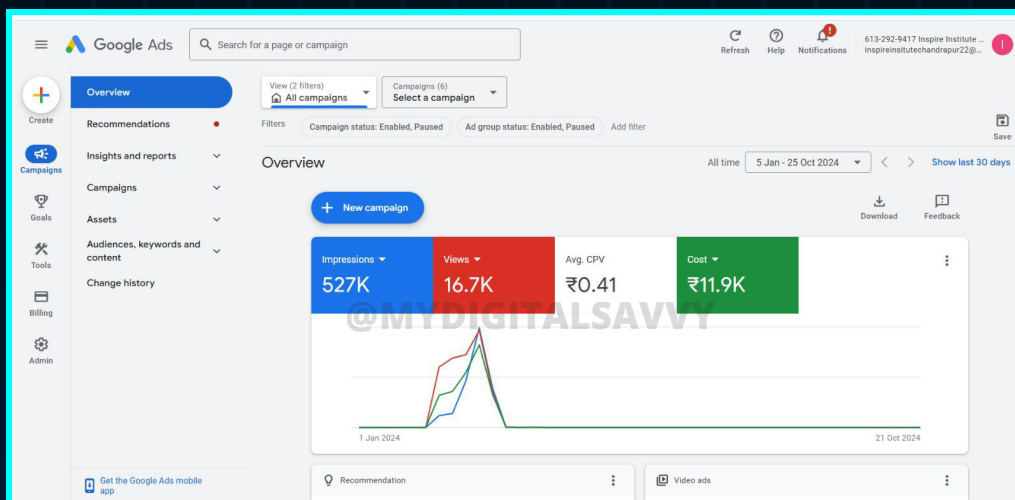 Google Ads
Search for a page or campaign
Refresh
Help
Notifications
613-292-9417 Inspire Institute ...
inspireinsitutechandrapur22@...
I
Create
Campaigns
Goals
Tools
Billing
Admin
Overview
Recommendations
Insights and reports
Campaigns
Assets
Audiences, keywords and
content
Change history
Get the Google Ads mobile
app
View (2 filters)
All campaigns
Campaigns (6)
Select a campaign
Filters
Campaign status: Enabled, Paused
Ad group status: Enabled, Paused
Add filter
Save
Overview
All time
5 Jan - 25 Oct 2024
Show last 30 days
+ New campaign
Download
Feedback
Impressions
527K
Views
16.7K
Avg. CPV
₹0.41
Cost
₹11.9K
@MYDIGITALSAVVY
1 Jan 2024
21 Oct 2024
Recommendation
Video ads